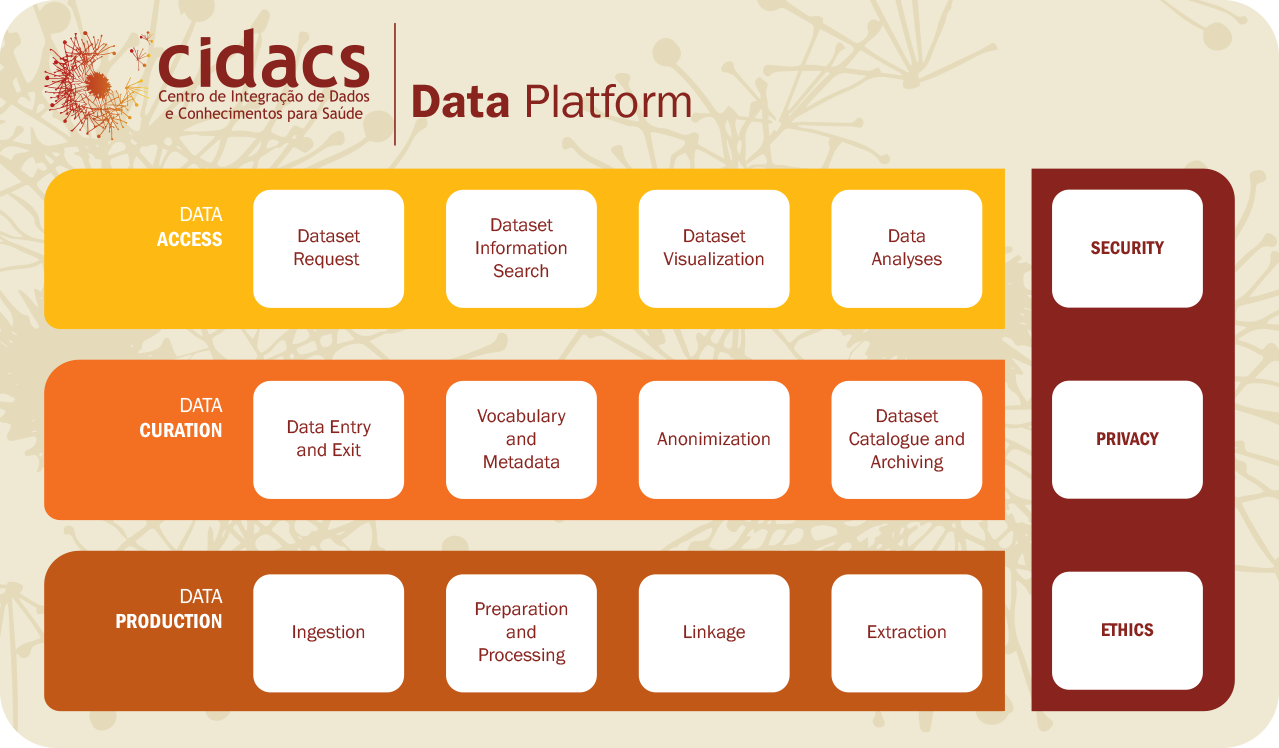 cidacs
Centro de Integração de Dados
e Conhecimentos para Saúde
Data Platform
DATA
ACCESS
Dataset
Request
Dataset
Information
Search
Dataset
Visualization
Data
Analyses
SECURITY
DATA
CURATION
Data Entry
and Exit
Vocabulary
and
Metadata
Anonimization
Dataset
Catalogue and
Archiving
PRIVACY
DATA
PRODUCTION
Ingestion
Preparation
and
Processing
Linkage
Extraction
ETHICS